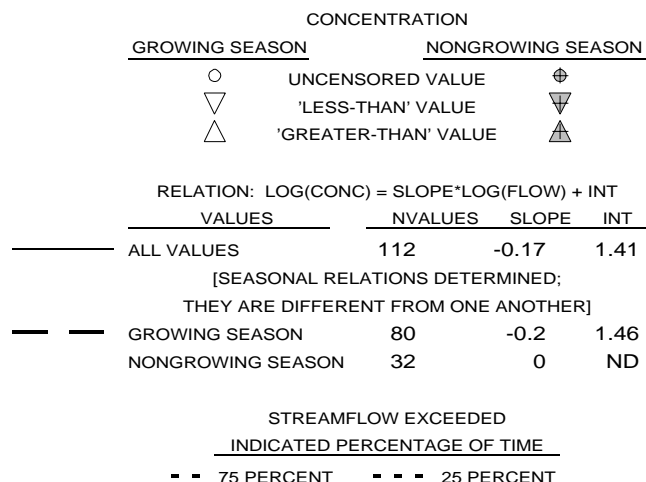 CONCENTRATION
GROWING SEASON NONGROWING SEASON
UNCENSORED VALUE
'LESS-THAN' VALUE
'GREATER-THAN' VALUE
RELATION: LOG(CONC) = SLOPE*LOG(FLOW) + INT
VALUES NVALUES SLOPE INT
ALL VALUES 112 -0.17 1.41
[SEASONAL RELATIONS DETERMINED;
THEY ARE DIFFERENT FROM ONE ANOTHER]
GROWING SEASON 80 -0.2 1.46
NONGROWING SEASON 32 0 ND
STREAMFLOW EXCEEDED
INDICATED PERCENTAGE OF TIME
75 PERCENT 25 PERCENT